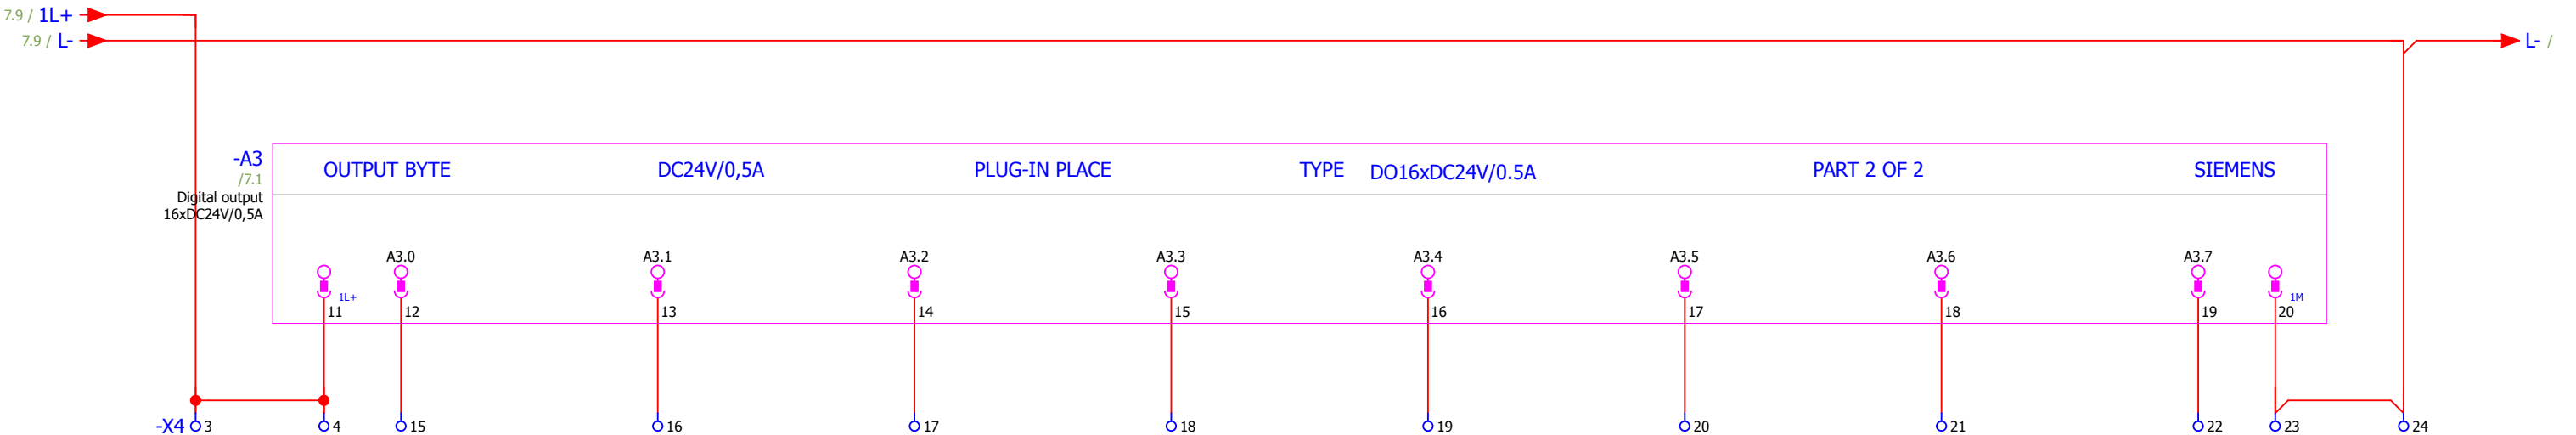 7.9 / 1L+
7.9 / L-
L- /
-A3
/7.1
Digital output
16xDC24V/0,5A
OUTPUT BYTE DC24V/0,5A PLUG-IN PLACE TYPE DO16xDC24V/0.5A PART 2 OF 2 SIEMENS
A3.0 A3.1 A3.2 A3.3 A3.4 A3.5 A3.6 A3.7
1L+ 1M
11 12 13 14 15 16 17 18 19 20
-X4 3 4 15 16 17 18 19 20 21 22 23 24